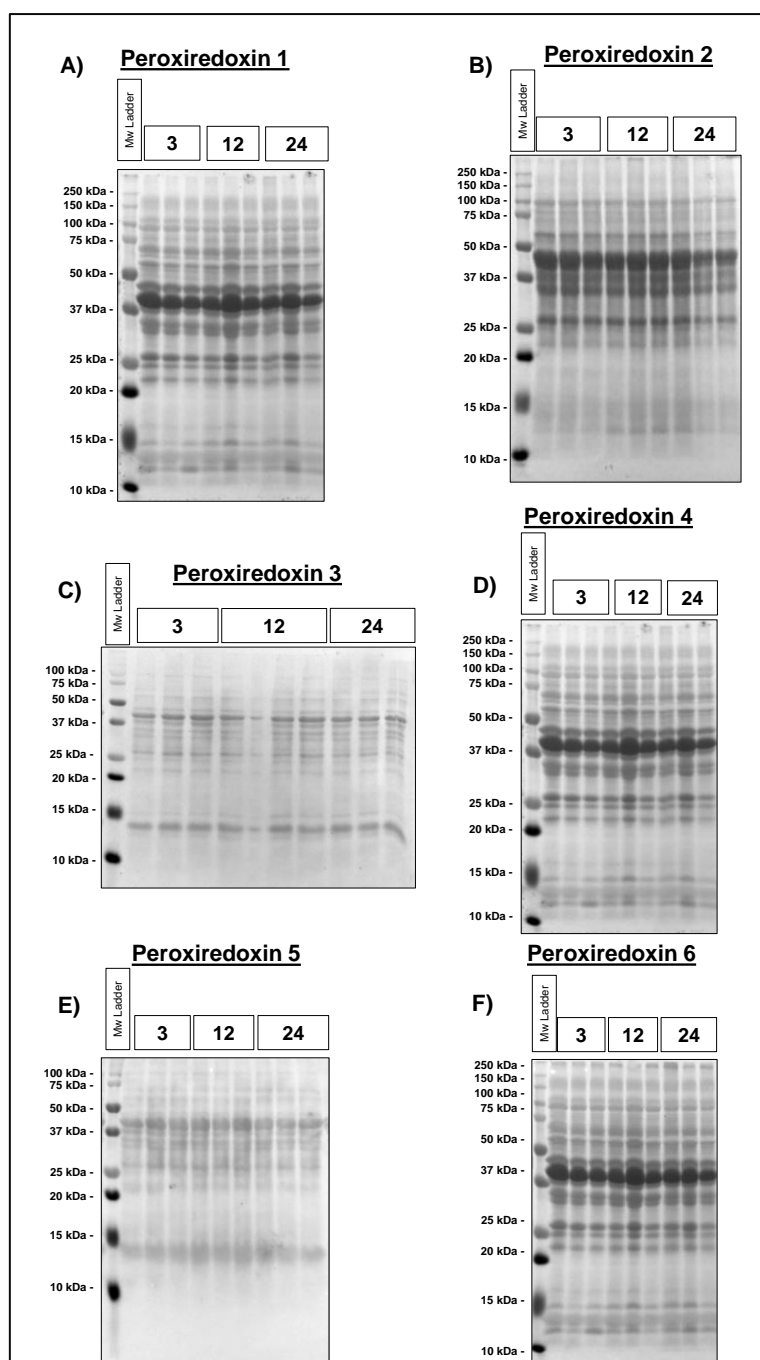 A)
Peroxiredoxin 1
Mw Ladder
3 12 24
250 kDa -
150 kDa -
100 kDa -
75 kDa -
50 kDa -
37 kDa -
25 kDa -
20 kDa -
15 kDa -
10 kDa -
B)
Peroxiredoxin 2
Mw Ladder
3 12 24
250 kDa -
150 kDa -
100 kDa -
75 kDa -
50 kDa -
37 kDa -
25 kDa -
20 kDa -
15 kDa -
10 kDa -
C)
Peroxiredoxin 3
Mw Ladder
3 12 24
100 kDa -
75 kDa -
50 kDa -
37 kDa -
25 kDa -
20 kDa -
15 kDa -
10 kDa -
D)
Peroxiredoxin 4
Mw Ladder
3 12 24
250 kDa -
150 kDa -
100 kDa -
75 kDa -
50 kDa -
37 kDa -
25 kDa -
20 kDa -
15 kDa -
10 kDa -
E)
Peroxiredoxin 5
Mw Ladder
3 12 24
100 kDa -
75 kDa -
50 kDa -
37 kDa -
25 kDa -
20 kDa -
15 kDa -
10 kDa -
F)
Peroxiredoxin 6
Mw Ladder
3 12 24
250 kDa -
150 kDa -
100 kDa -
75 kDa -
50 kDa -
37 kDa -
25 kDa -
20 kDa -
15 kDa -
10 kDa -